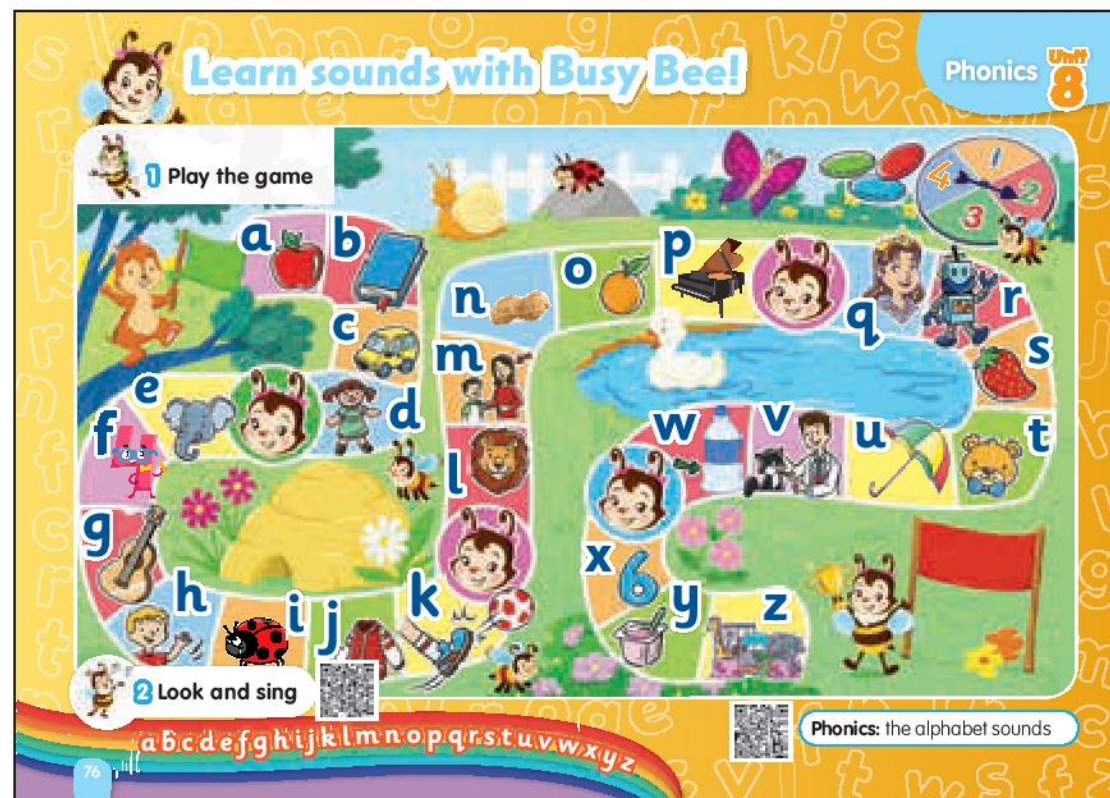 Learn sounds with Busy Bee!
Phonics Unit 8
1 Play the game
1
2
3
4
a
b
c
d
e
f
g
h
i
j
k
l
m
n
o
p
q
r
s
t
u
v
w
x
6
y
z
2 Look and sing
a b c d e f g h i j k l m n o p q r s t u v w x y z
Phonics: the alphabet sounds
76